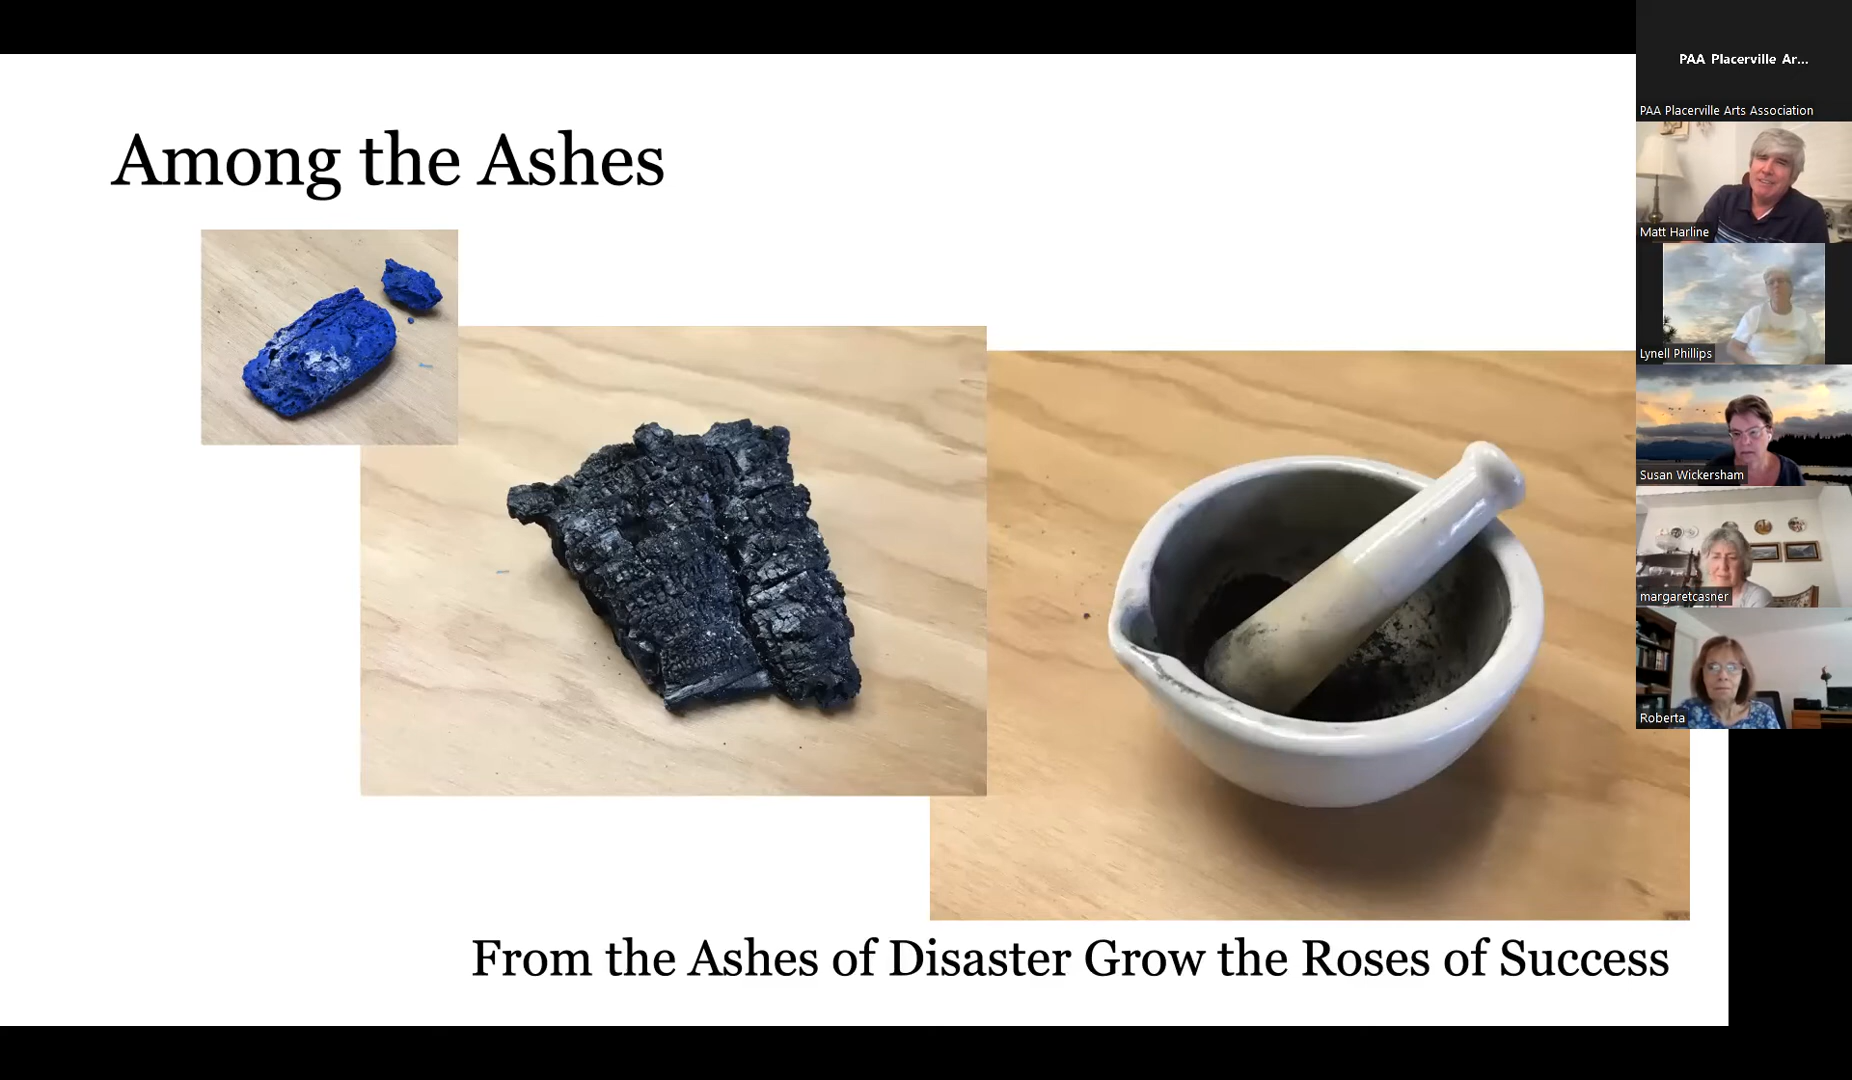 Among the Ashes
From the Ashes of Disaster Grow the Roses of Success
PAA Placerville Ar...
PAA Placerville Arts Association
Matt Harline
Lynell Phillips
Susan Wickersham
margaretcasner
Roberta